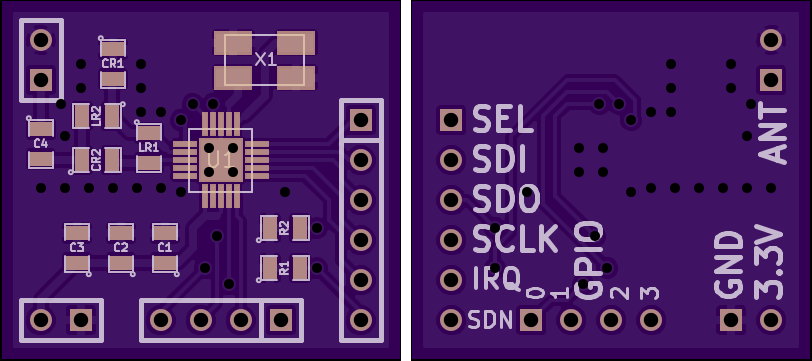 CR1
X1
LR2
C4
CR2
LR1
U1
C3
C2
C1
R2
R1
SEL
SDI
SDO
SCLK
IRQ
SDN
GPIO
0
1
2
3
ANT
GND
3.3V